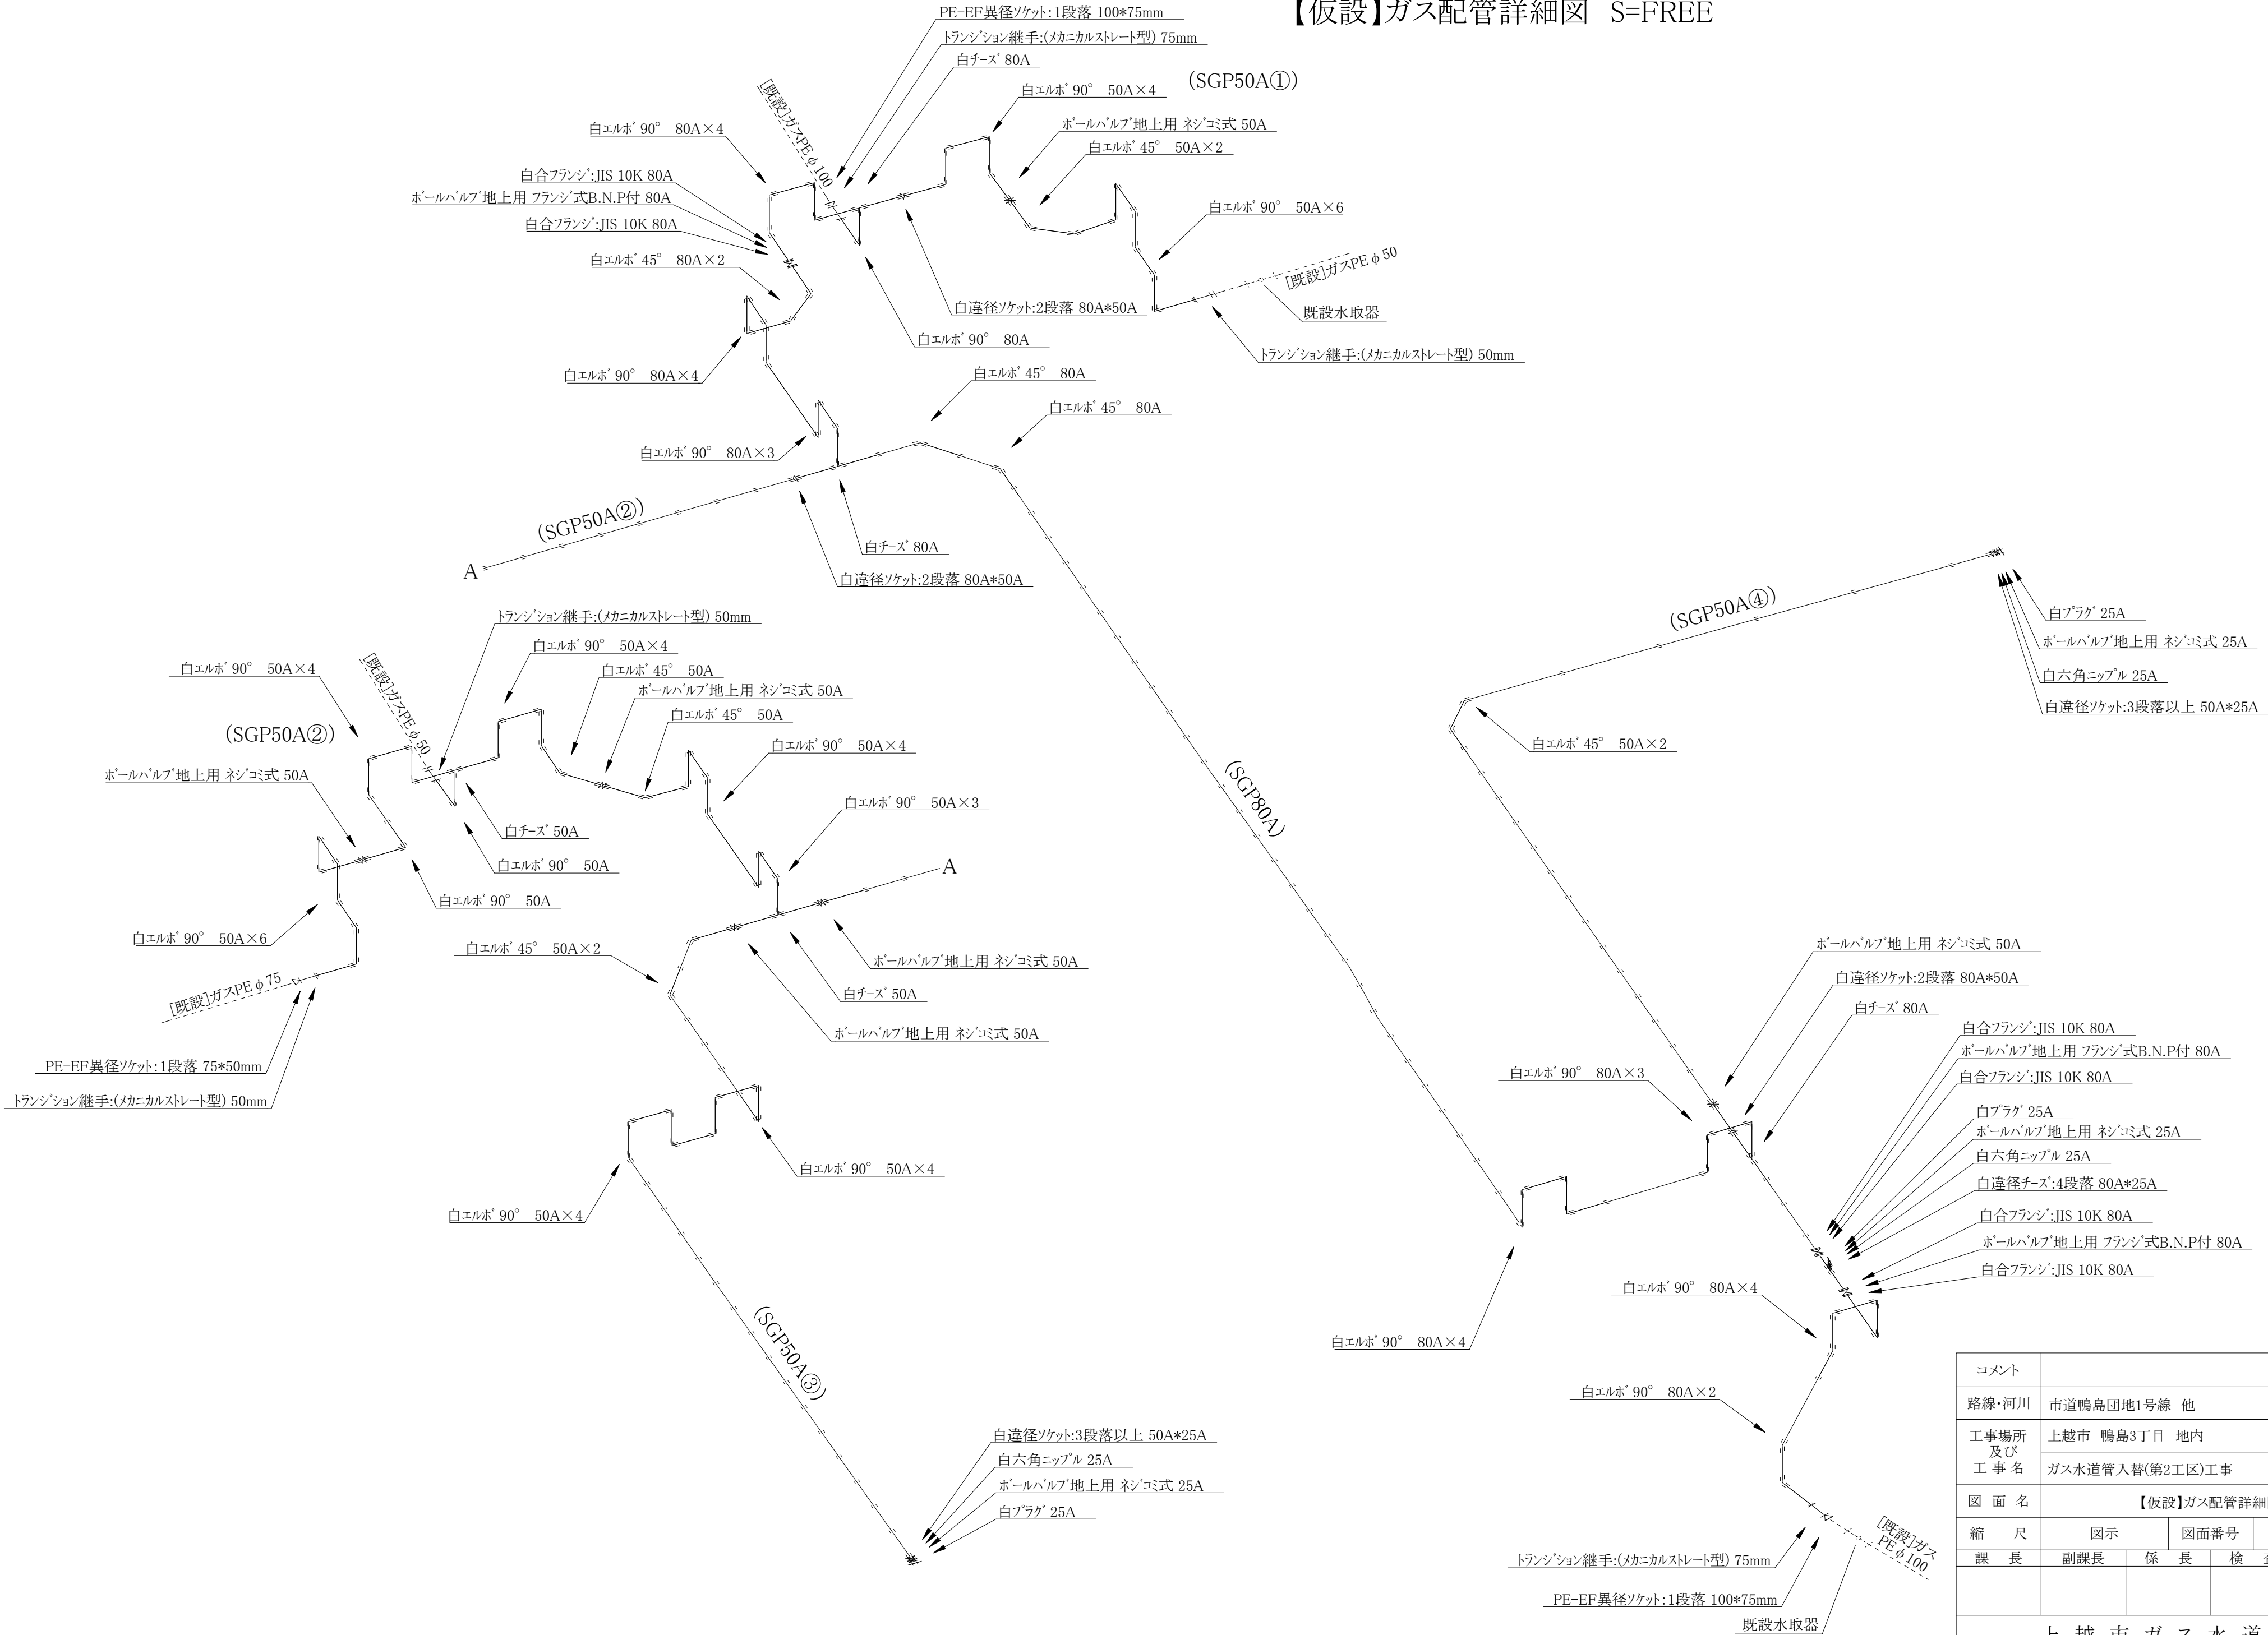 【仮設】ガス配管詳細図 S=FREE
PE-EF異径ソケット:1段落 100*75mm
トランジション継手:(メカニカルストレート型) 75mm
白チーズ 80A
(SGP50A①)
白エルボ 90° 50A×4
[既設]ガスPEφ100
白エルボ 90° 80A×4
ボールバルブ地上用 ネジコミ式 50A
白エルボ 45° 50A×2
白合フランジ:JIS 10K 80A
ボールバルブ地上用 フランジ式B.N.P付 80A
白合フランジ:JIS 10K 80A
白エルボ 90° 50A×6
白エルボ 45° 80A×2
[既設]ガスPEφ50
白違径ソケット:2段落 80A*50A
既設水取器
白エルボ 90° 80A
トランジション継手:(メカニカルストレート型) 50mm
白エルボ 90° 80A×4
白エルボ 45° 80A
白エルボ 45° 80A
白エルボ 90° 80A×3
(SGP50A②)
白チーズ 80A
A
白違径ソケット:2段落 80A*50A
(SGP50A④)
白プラグ 25A
ボールバルブ地上用 ネジコミ式 25A
白六角ニップル 25A
白違径ソケット:3段落以上 50A*25A
白エルボ 45° 50A×2
トランジション継手:(メカニカルストレート型) 50mm
白エルボ 90° 50A×4
白エルボ 90° 50A×4
[既設]ガスPEφ50
白エルボ 45° 50A
ボールバルブ地上用 ネジコミ式 50A
白エルボ 45° 50A
(SGP50A②)
白エルボ 90° 50A×4
ボールバルブ地上用 ネジコミ式 50A
(SGP80A)
白エルボ 90° 50A×3
白チーズ 50A
白エルボ 90° 50A
A
白エルボ 90° 50A
白エルボ 90° 50A×6
白エルボ 45° 50A×2
ボールバルブ地上用 ネジコミ式 50A
白チーズ 50A
[既設]ガスPEφ75
ボールバルブ地上用 ネジコミ式 50A
PE-EF異径ソケット:1段落 75*50mm
トランジション継手:(メカニカルストレート型) 50mm
ボールバルブ地上用 ネジコミ式 50A
白違径ソケット:2段落 80A*50A
白チーズ 80A
白合フランジ:JIS 10K 80A
ボールバルブ地上用 フランジ式B.N.P付 80A
白合フランジ:JIS 10K 80A
白エルボ 90° 80A×3
白プラグ 25A
ボールバルブ地上用 ネジコミ式 25A
白六角ニップル 25A
白違径チーズ:4段落 80A*25A
白合フランジ:JIS 10K 80A
ボールバルブ地上用 フランジ式B.N.P付 80A
白合フランジ:JIS 10K 80A
白エルボ 90° 50A×4
白エルボ 90° 50A×4
白エルボ 90° 80A×4
白エルボ 90° 80A×4
(SGP50A③)
白エルボ 90° 80A×2
白違径ソケット:3段落以上 50A*25A
白六角ニップル 25A
ボールバルブ地上用 ネジコミ式 25A
白プラグ 25A
[既設]ガス
PEφ100
トランジション継手:(メカニカルストレート型) 75mm
PE-EF異径ソケット:1段落 100*75mm
既設水取器
コメント
路線・河川 市道鴨島団地1号線 他
工事場所
及び
工事名
上越市 鴨島3丁目 地内
ガス水道管入替(第2工区)工事
図面名 【仮設】ガス配管詳細
縮尺 図示 図面番号
課長 副課長 係長 検
上越市ガス水道